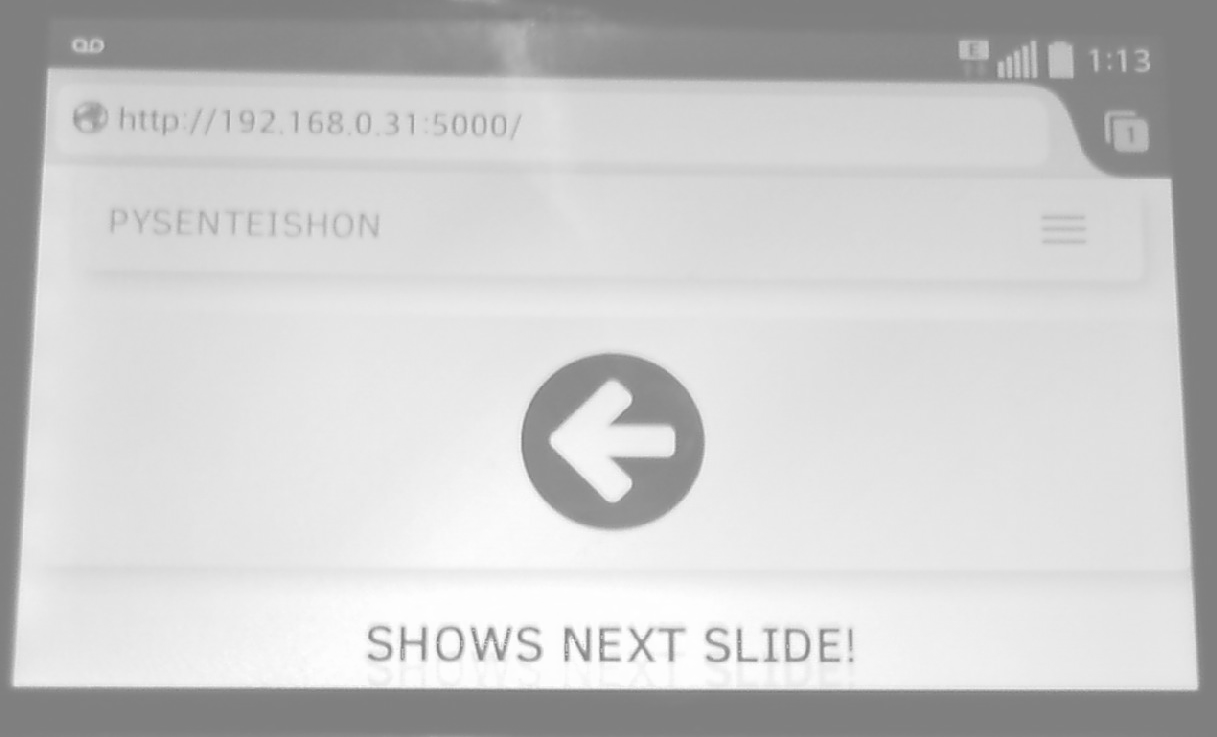 E 1:13
http://192.168.0.31:5000/
1
PYSENTEISHON
SHOWS NEXT SLIDE!